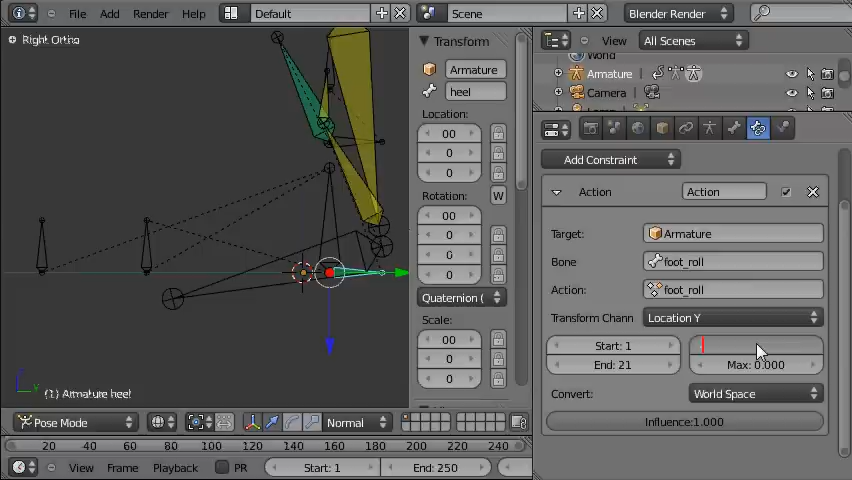 File Add Render Help Default Scene Blender Render
View All Scenes
Right Ortho
Transform
World
Armature
Armature
Camera
heel
Location:
00
0
0
Add Constraint
Rotation:
W
00
0
0
0
Action Action
Target: Armature
Bone foot_roll
Action: foot_roll
Quaternion (
Transform Chann Location Y
Scale:
00
0
0
Start: 1
End: 21 Max: 0.000
Convert: World Space
(1) Armature heel
Influence:1.000
Pose Mode Normal
20 40 60 80 100 120 140 160 180 200 220 240
View Frame Playback PR Start: 1 End: 250